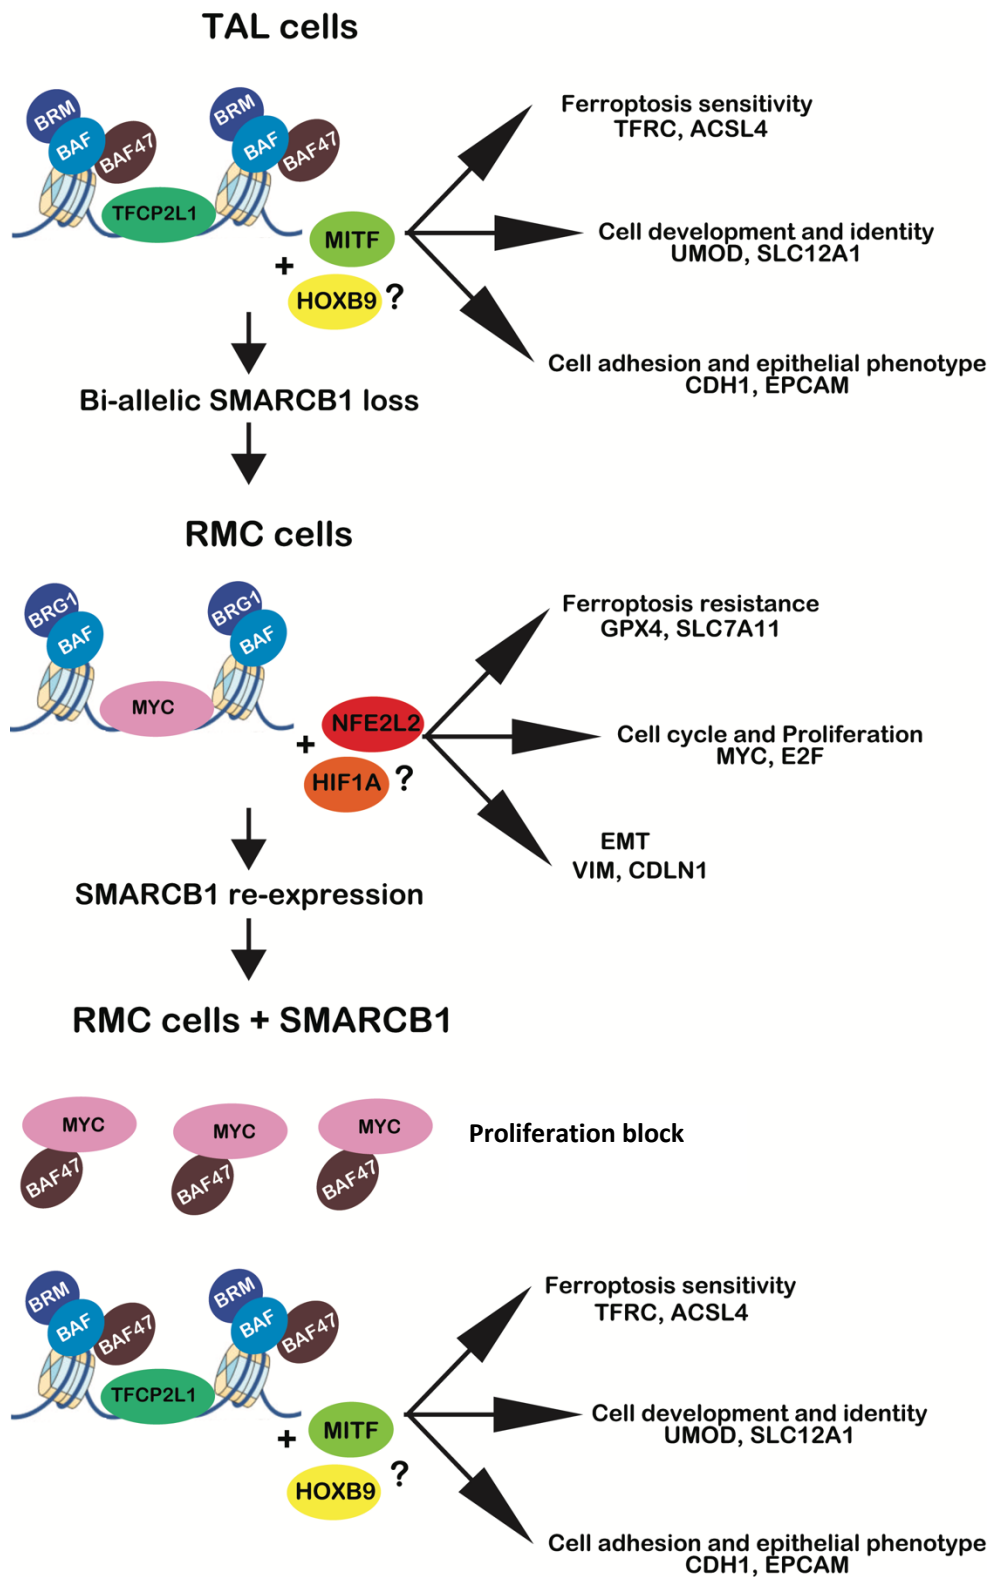 TAL cells
BRM
BAF
BAF47
BRM
BAF
BAF47
TFCP2L1
+
MITF
HOXB9
?
Ferroptosis sensitivity
TFRC, ACSL4
Cell development and identity
UMOD, SLC12A1
Cell adhesion and epithelial phenotype
CDH1, EPCAM
Bi-allelic SMARCB1 loss
RMC cells
BRG1
BAF
BRG1
BAF
MYC
+
NFE2L2
HIF1A
?
Ferroptosis resistance
GPX4, SLC7A11
Cell cycle and Proliferation
MYC, E2F
EMT
VIM, CDLN1
SMARCB1 re-expression
RMC cells + SMARCB1
MYC
BAF47
MYC
BAF47
MYC
BAF47
Proliferation block
BRM
BAF
BAF47
BRM
BAF
BAF47
TFCP2L1
+
MITF
HOXB9
?
Ferroptosis sensitivity
TFRC, ACSL4
Cell development and identity
UMOD, SLC12A1
Cell adhesion and epithelial phenotype
CDH1, EPCAM